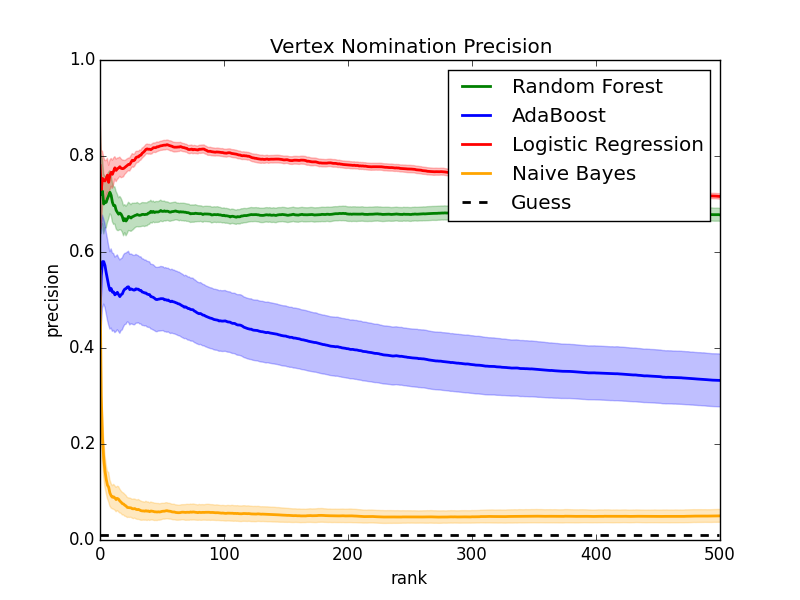 Vertex Nomination Precision
1.0
0.8
0.6
0.4
0.2
0.0
precision
Random Forest
AdaBoost
Logistic Regression
Naive Bayes
Guess
0
100
200
300
400
500
rank